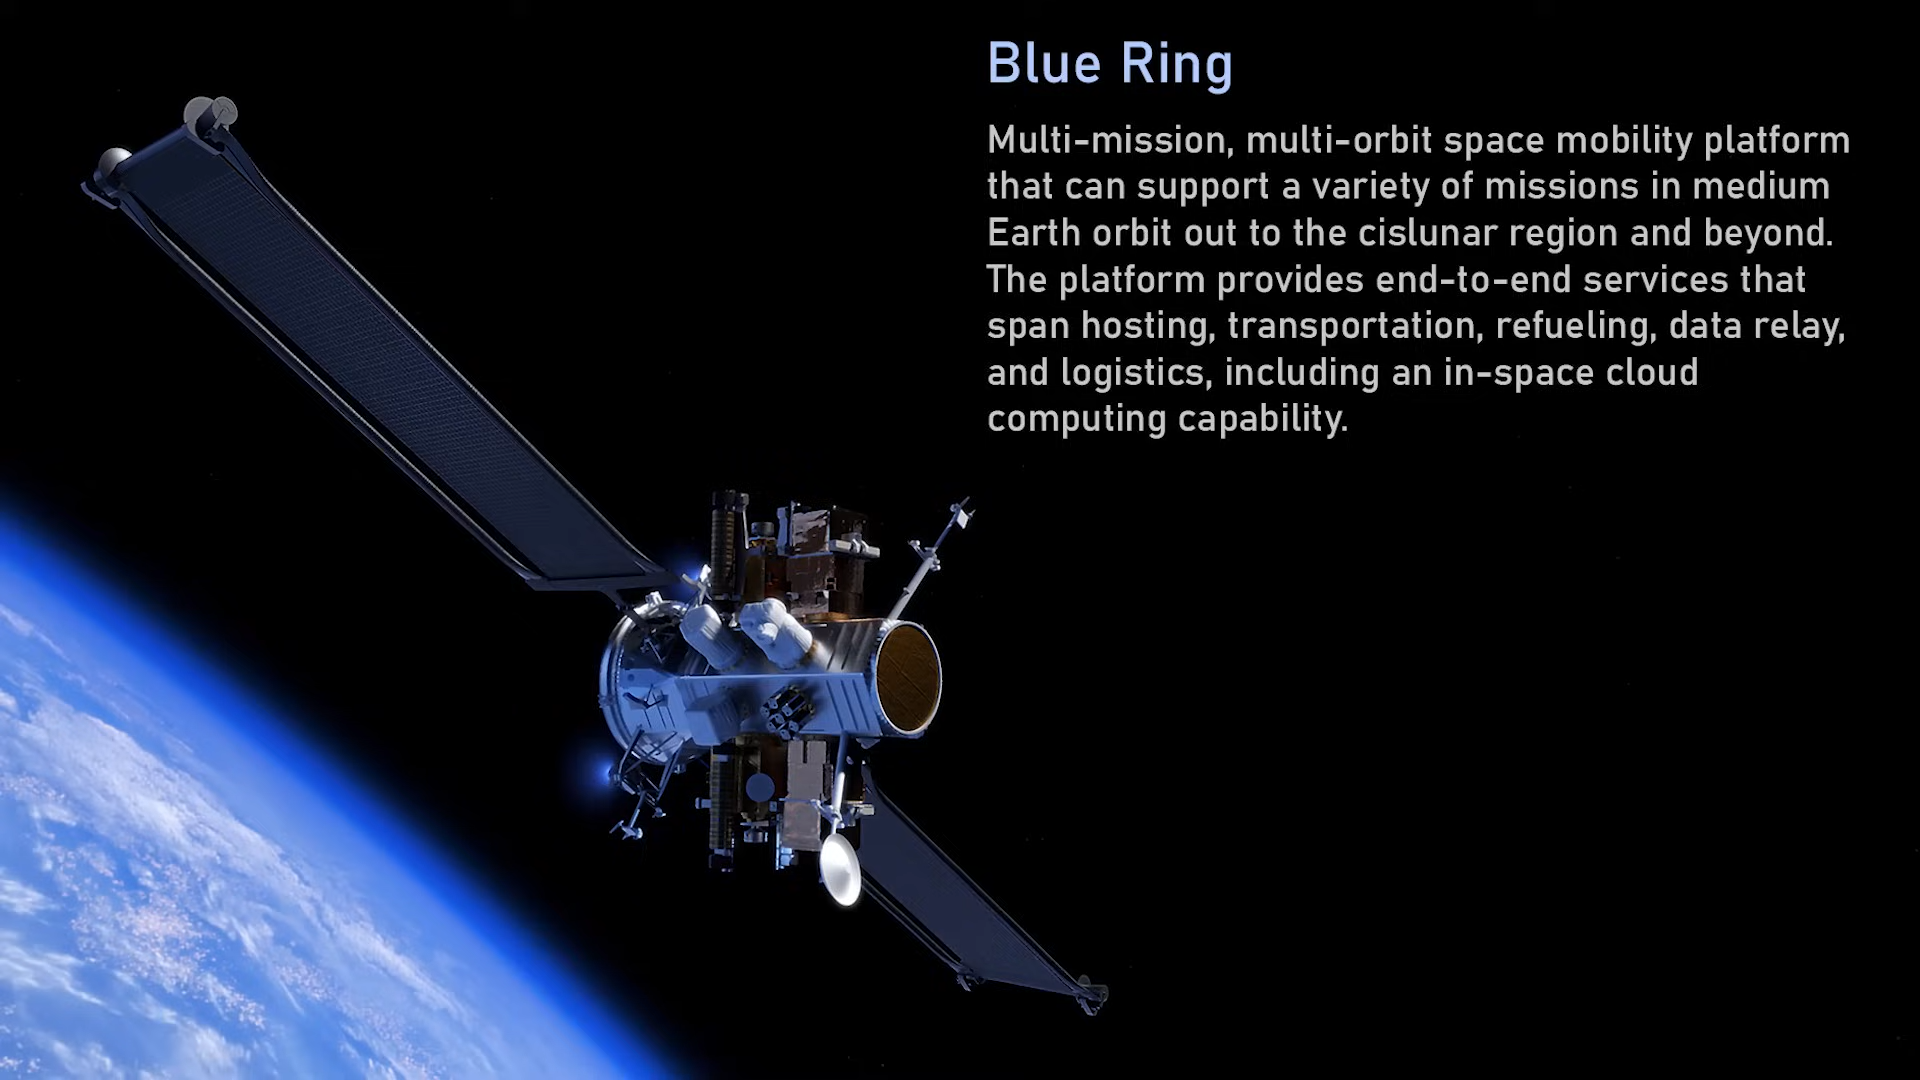 Blue Ring
Multi-mission, multi-orbit space mobility platform
that can support a variety of missions in medium
Earth orbit out to the cislunar region and beyond.
The platform provides end-to-end services that
span hosting, transportation, refueling, data relay,
and logistics, including an in-space cloud
computing capability.